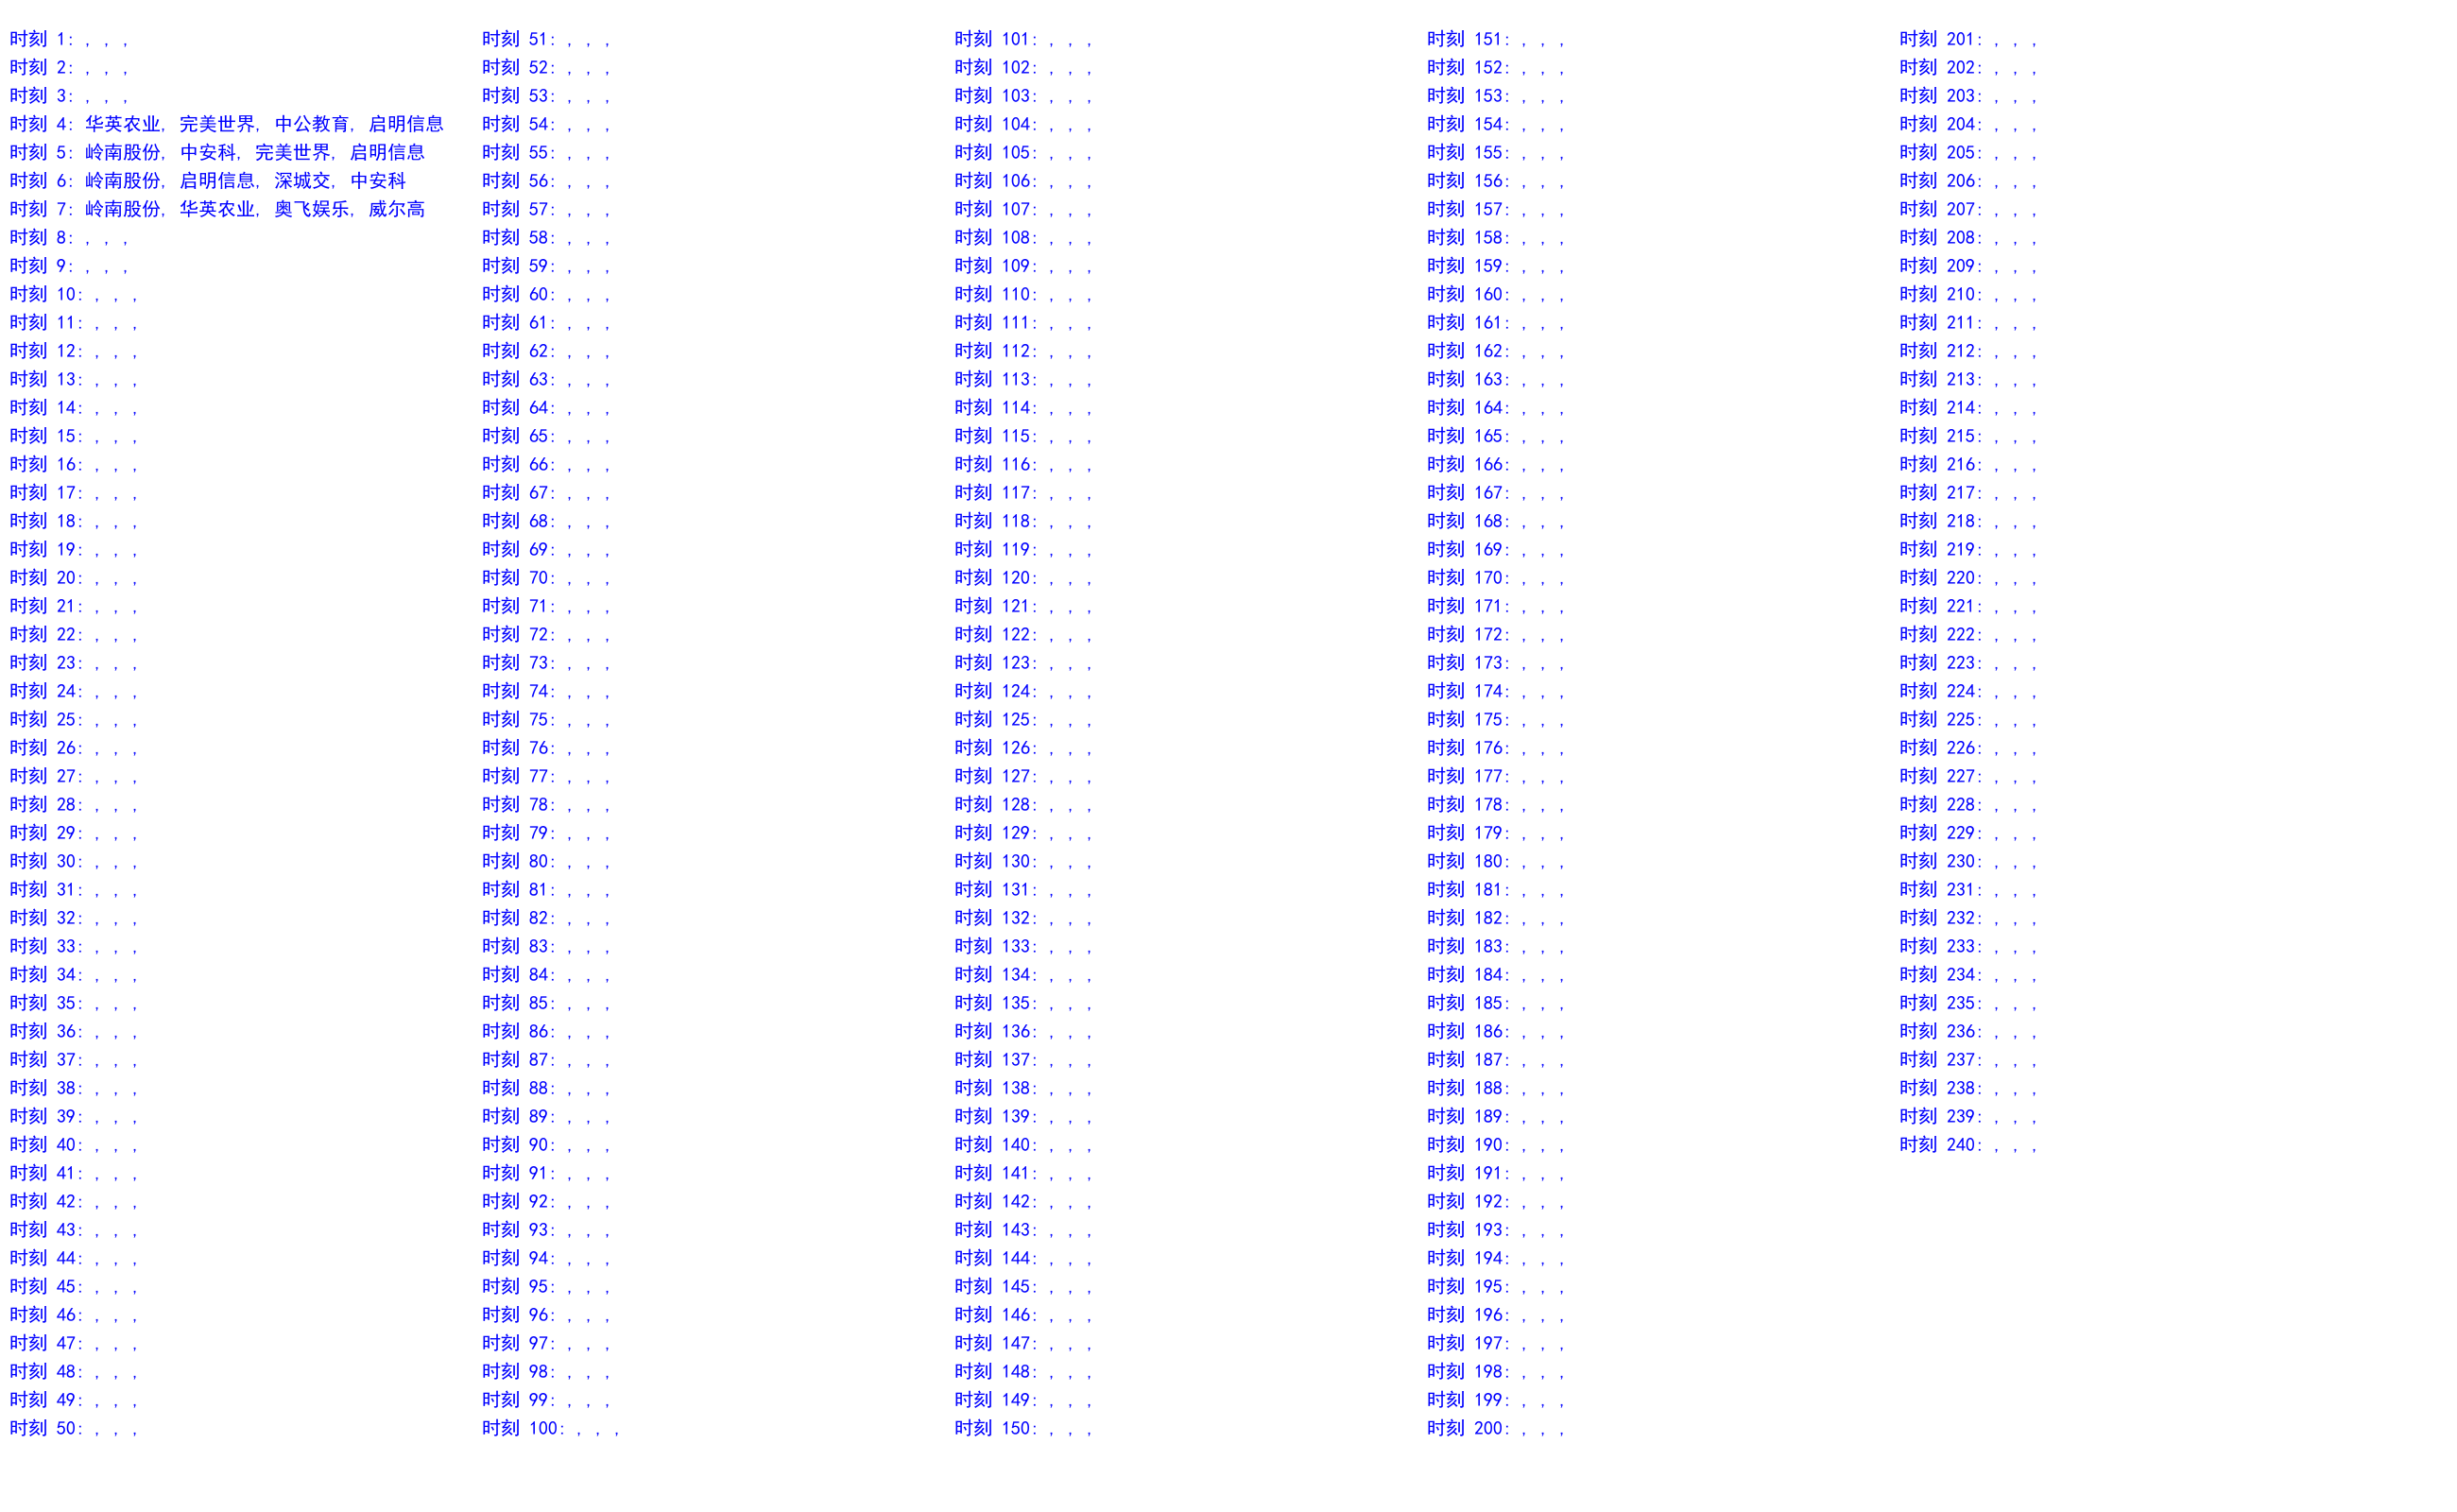 时刻 1: , , ,
时刻 2: , , ,
时刻 3: , , ,
时刻 4: 华英农业, 完美世界, 中公教育, 启明信息
时刻 5: 岭南股份, 中安科, 完美世界, 启明信息
时刻 6: 岭南股份, 启明信息, 深城交, 中安科
时刻 7: 岭南股份, 华英农业, 奥飞娱乐, 威尔高
时刻 8: , , ,
时刻 9: , , ,
时刻 10: , , ,
时刻 11: , , ,
时刻 12: , , ,
时刻 13: , , ,
时刻 14: , , ,
时刻 15: , , ,
时刻 16: , , ,
时刻 17: , , ,
时刻 18: , , ,
时刻 19: , , ,
时刻 20: , , ,
时刻 21: , , ,
时刻 22: , , ,
时刻 23: , , ,
时刻 24: , , ,
时刻 25: , , ,
时刻 26: , , ,
时刻 27: , , ,
时刻 28: , , ,
时刻 29: , , ,
时刻 30: , , ,
时刻 31: , , ,
时刻 32: , , ,
时刻 33: , , ,
时刻 34: , , ,
时刻 35: , , ,
时刻 36: , , ,
时刻 37: , , ,
时刻 38: , , ,
时刻 39: , , ,
时刻 40: , , ,
时刻 41: , , ,
时刻 42: , , ,
时刻 43: , , ,
时刻 44: , , ,
时刻 45: , , ,
时刻 46: , , ,
时刻 47: , , ,
时刻 48: , , ,
时刻 49: , , ,
时刻 50: , , ,
时刻 51: , , ,
时刻 52: , , ,
时刻 53: , , ,
时刻 54: , , ,
时刻 55: , , ,
时刻 56: , , ,
时刻 57: , , ,
时刻 58: , , ,
时刻 59: , , ,
时刻 60: , , ,
时刻 61: , , ,
时刻 62: , , ,
时刻 63: , , ,
时刻 64: , , ,
时刻 65: , , ,
时刻 66: , , ,
时刻 67: , , ,
时刻 68: , , ,
时刻 69: , , ,
时刻 70: , , ,
时刻 71: , , ,
时刻 72: , , ,
时刻 73: , , ,
时刻 74: , , ,
时刻 75: , , ,
时刻 76: , , ,
时刻 77: , , ,
时刻 78: , , ,
时刻 79: , , ,
时刻 80: , , ,
时刻 81: , , ,
时刻 82: , , ,
时刻 83: , , ,
时刻 84: , , ,
时刻 85: , , ,
时刻 86: , , ,
时刻 87: , , ,
时刻 88: , , ,
时刻 89: , , ,
时刻 90: , , ,
时刻 91: , , ,
时刻 92: , , ,
时刻 93: , , ,
时刻 94: , , ,
时刻 95: , , ,
时刻 96: , , ,
时刻 97: , , ,
时刻 98: , , ,
时刻 99: , , ,
时刻 100: , , ,
时刻 101: , , ,
时刻 102: , , ,
时刻 103: , , ,
时刻 104: , , ,
时刻 105: , , ,
时刻 106: , , ,
时刻 107: , , ,
时刻 108: , , ,
时刻 109: , , ,
时刻 110: , , ,
时刻 111: , , ,
时刻 112: , , ,
时刻 113: , , ,
时刻 114: , , ,
时刻 115: , , ,
时刻 116: , , ,
时刻 117: , , ,
时刻 118: , , ,
时刻 119: , , ,
时刻 120: , , ,
时刻 121: , , ,
时刻 122: , , ,
时刻 123: , , ,
时刻 124: , , ,
时刻 125: , , ,
时刻 126: , , ,
时刻 127: , , ,
时刻 128: , , ,
时刻 129: , , ,
时刻 130: , , ,
时刻 131: , , ,
时刻 132: , , ,
时刻 133: , , ,
时刻 134: , , ,
时刻 135: , , ,
时刻 136: , , ,
时刻 137: , , ,
时刻 138: , , ,
时刻 139: , , ,
时刻 140: , , ,
时刻 141: , , ,
时刻 142: , , ,
时刻 143: , , ,
时刻 144: , , ,
时刻 145: , , ,
时刻 146: , , ,
时刻 147: , , ,
时刻 148: , , ,
时刻 149: , , ,
时刻 150: , , ,
时刻 151: , , ,
时刻 152: , , ,
时刻 153: , , ,
时刻 154: , , ,
时刻 155: , , ,
时刻 156: , , ,
时刻 157: , , ,
时刻 158: , , ,
时刻 159: , , ,
时刻 160: , , ,
时刻 161: , , ,
时刻 162: , , ,
时刻 163: , , ,
时刻 164: , , ,
时刻 165: , , ,
时刻 166: , , ,
时刻 167: , , ,
时刻 168: , , ,
时刻 169: , , ,
时刻 170: , , ,
时刻 171: , , ,
时刻 172: , , ,
时刻 173: , , ,
时刻 174: , , ,
时刻 175: , , ,
时刻 176: , , ,
时刻 177: , , ,
时刻 178: , , ,
时刻 179: , , ,
时刻 180: , , ,
时刻 181: , , ,
时刻 182: , , ,
时刻 183: , , ,
时刻 184: , , ,
时刻 185: , , ,
时刻 186: , , ,
时刻 187: , , ,
时刻 188: , , ,
时刻 189: , , ,
时刻 190: , , ,
时刻 191: , , ,
时刻 192: , , ,
时刻 193: , , ,
时刻 194: , , ,
时刻 195: , , ,
时刻 196: , , ,
时刻 197: , , ,
时刻 198: , , ,
时刻 199: , , ,
时刻 200: , , ,
时刻 201: , , ,
时刻 202: , , ,
时刻 203: , , ,
时刻 204: , , ,
时刻 205: , , ,
时刻 206: , , ,
时刻 207: , , ,
时刻 208: , , ,
时刻 209: , , ,
时刻 210: , , ,
时刻 211: , , ,
时刻 212: , , ,
时刻 213: , , ,
时刻 214: , , ,
时刻 215: , , ,
时刻 216: , , ,
时刻 217: , , ,
时刻 218: , , ,
时刻 219: , , ,
时刻 220: , , ,
时刻 221: , , ,
时刻 222: , , ,
时刻 223: , , ,
时刻 224: , , ,
时刻 225: , , ,
时刻 226: , , ,
时刻 227: , , ,
时刻 228: , , ,
时刻 229: , , ,
时刻 230: , , ,
时刻 231: , , ,
时刻 232: , , ,
时刻 233: , , ,
时刻 234: , , ,
时刻 235: , , ,
时刻 236: , , ,
时刻 237: , , ,
时刻 238: , , ,
时刻 239: , , ,
时刻 240: , , ,